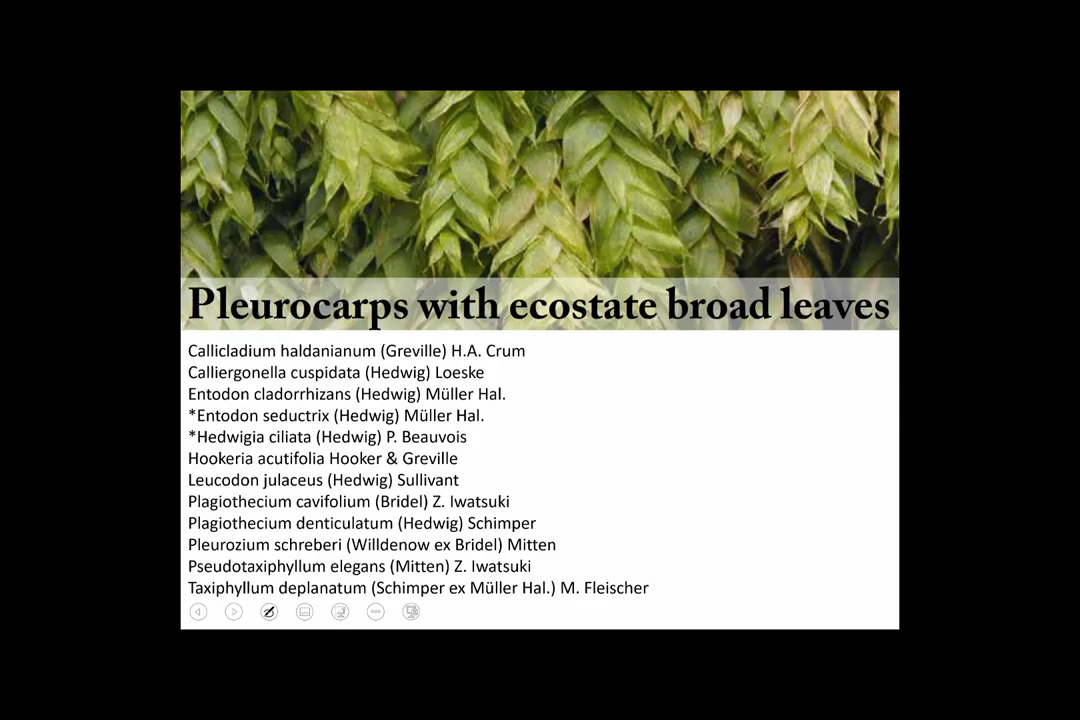 Pleurocarps with ecostate broad leaves
Callicladium haldanianum (Greville) H.A. Crum
Calliergonella cuspidata (Hedwig) Loeske
Entodon cladorrhizans (Hedwig) Müller Hal.
*Entodon seductrix (Hedwig) Müller Hal.
*Hedwigia ciliata (Hedwig) P. Beauvois
Hookeria acutifolia Hooker & Greville
Leucodon julaceus (Hedwig) Sullivant
Plagiothecium cavifolium (Bridel) Z. Iwatsuki
Plagiothecium denticulatum (Hedwig) Schimper
Pleurozium schreberi (Willdenow ex Bridel) Mitten
Pseudotaxiphyllum elegans (Mitten) Z. Iwatsuki
Taxiphyllum deplanatum (Schimper ex Müller Hal.) M. Fleischer